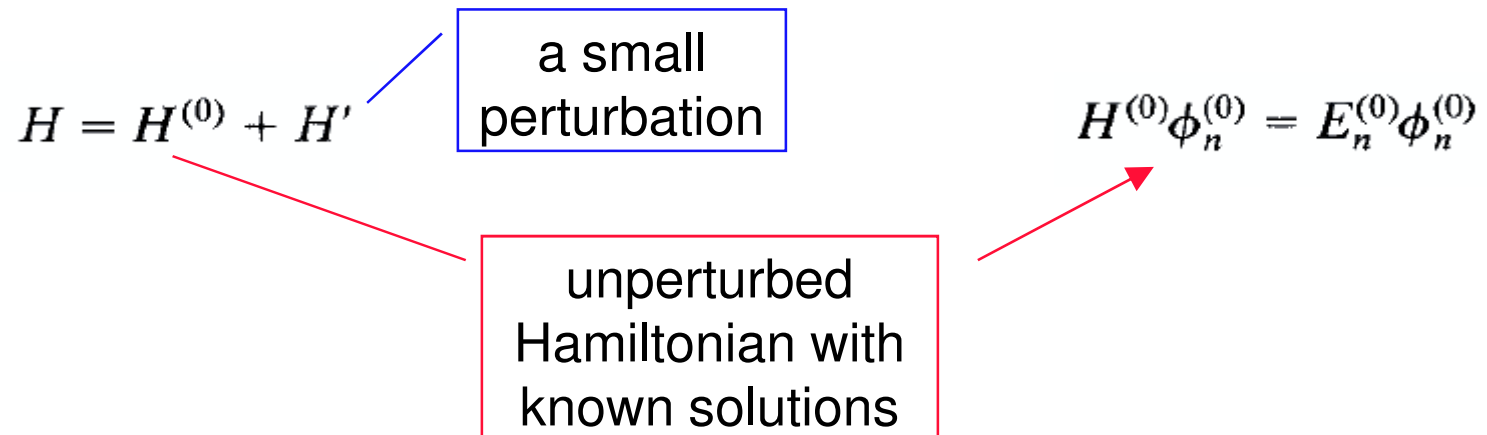 a small
perturbation
H = H^{(0)} + H'
H^{(0)}ϕ_n^{(0)} = E_n^{(0)}ϕ_n^{(0)}
unperturbed
Hamiltonian with
known solutions